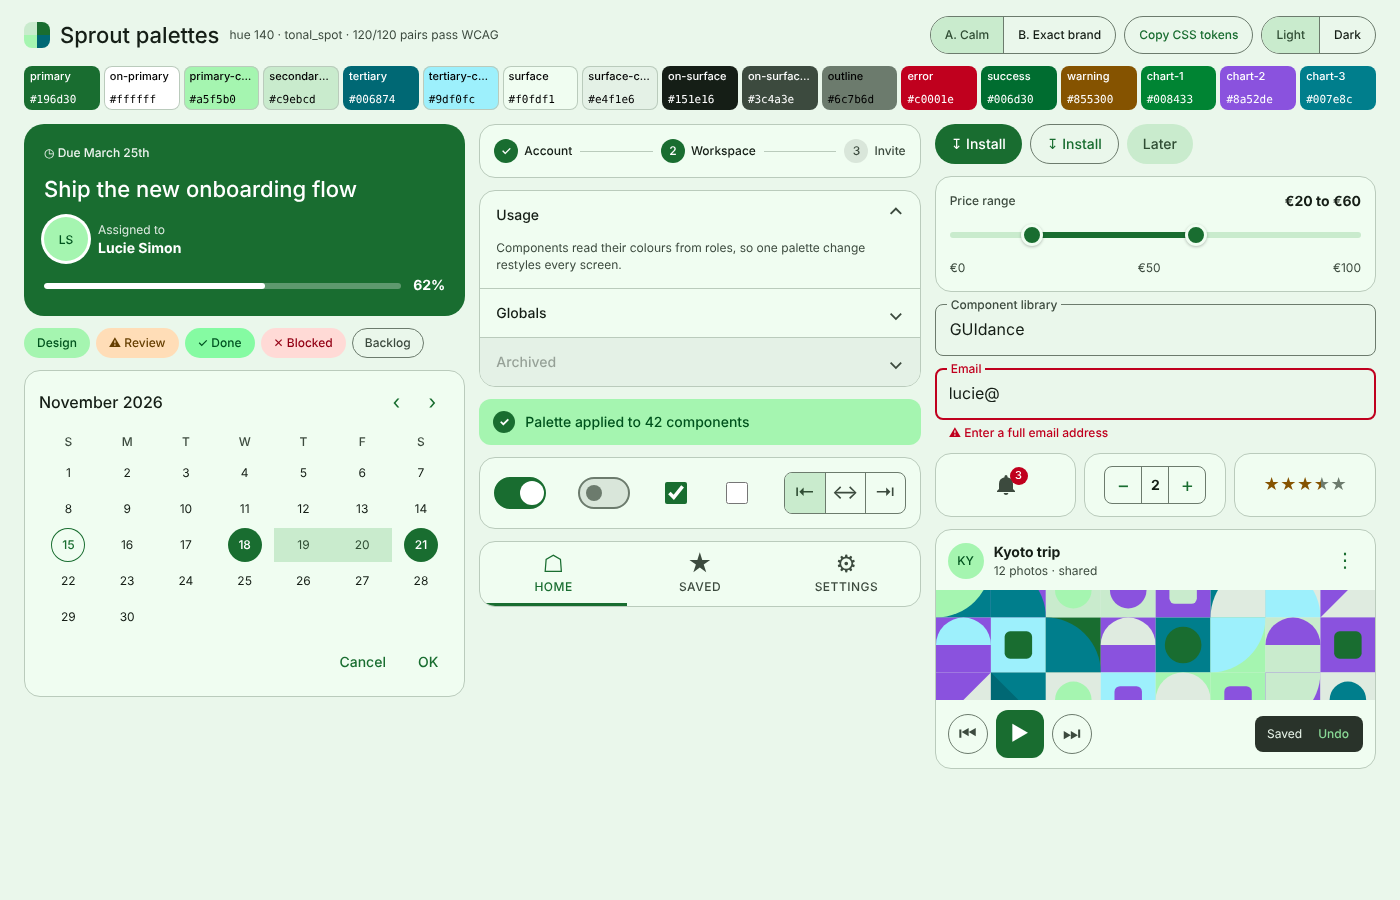 Sprout palettes
hue 140 · tonal_spot · 120/120 pairs pass WCAG
A. Calm
B. Exact brand
Copy CSS tokens
Light
Dark
primary
#196d30
on-primary
#ffffff
primary-c...
#a5f5b0
secondar...
#c9ebcd
tertiary
#006874
tertiary-c...
#9df0fc
surface
#f0fdf1
surface-c...
#e4f1e6
on-surface
#151e16
on-surfac...
#3c4a3e
outline
#6c7b6d
error
#c0001e
success
#006d30
warning
#855300
chart-1
#008433
chart-2
#8a52de
chart-3
#007e8c
Due March 25th
Ship the new onboarding flow
LS
Assigned to
Lucie Simon
62%
Design
Review
✓ Done
✕ Blocked
Backlog
November 2026
S M T W T F S
1 2 3 4 5 6 7
8 9 10 11 12 13 14
15 16 17 18 19 20 21
22 23 24 25 26 27 28
29 30
Cancel
OK
Account
2 Workspace
3 Invite
Usage
Components read their colours from roles, so one palette change
restyles every screen.
Globals
Archived
Palette applied to 42 components
HOME
SAVED
SETTINGS
Install
Install
Later
Price range
€20 to €60
€0
€50
€100
Component library
GUIdance
Email
lucie@
Enter a full email address
3
− 2 +
KY
Kyoto trip
12 photos · shared
Saved
Undo